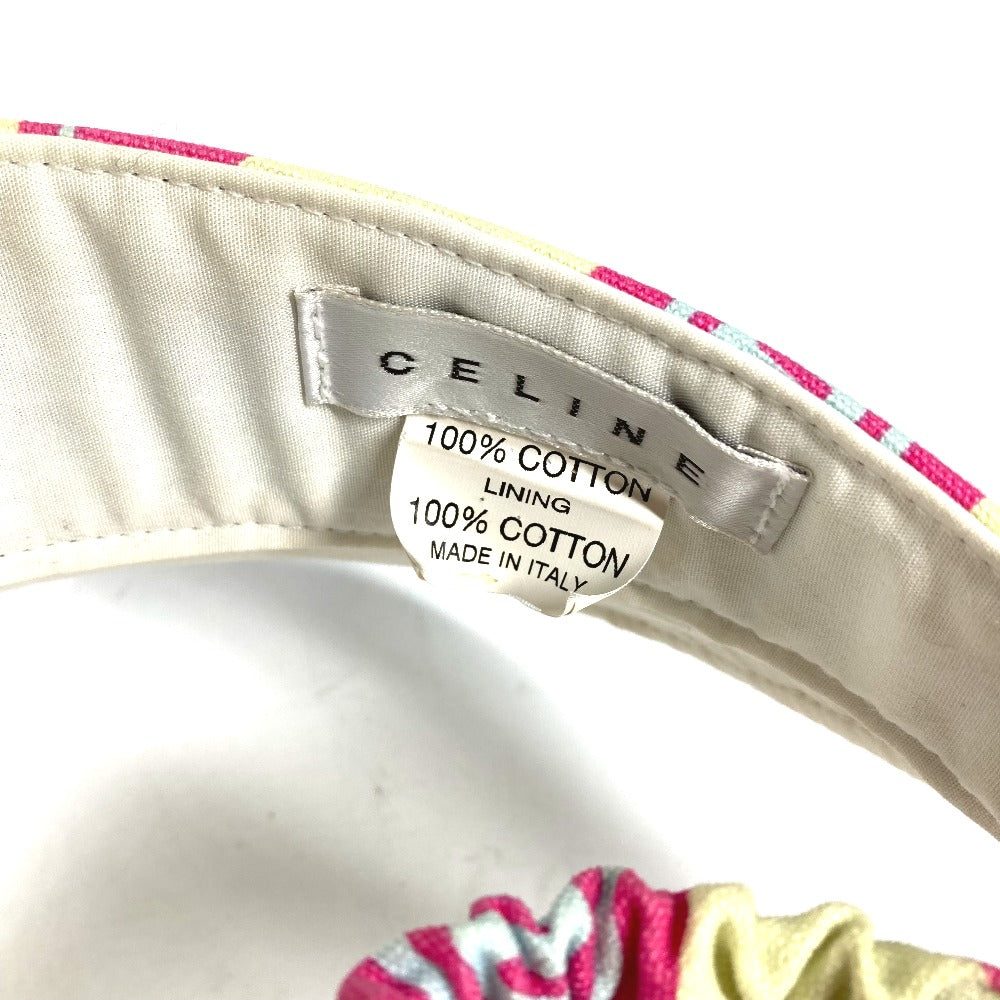 CELINE
100% COTTON
LINING
100% COTTON
MADE IN ITALY